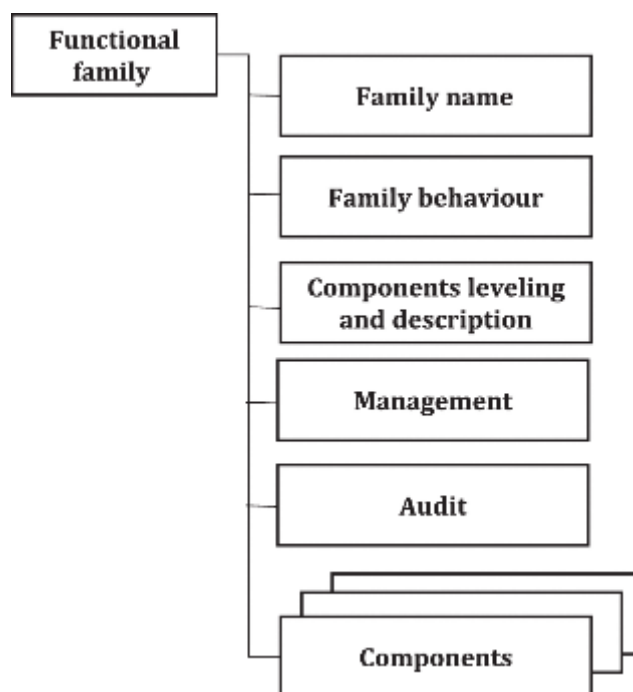 Functional
family
Family name
Family behaviour
Components leveling
and description
Management
Audit
Components